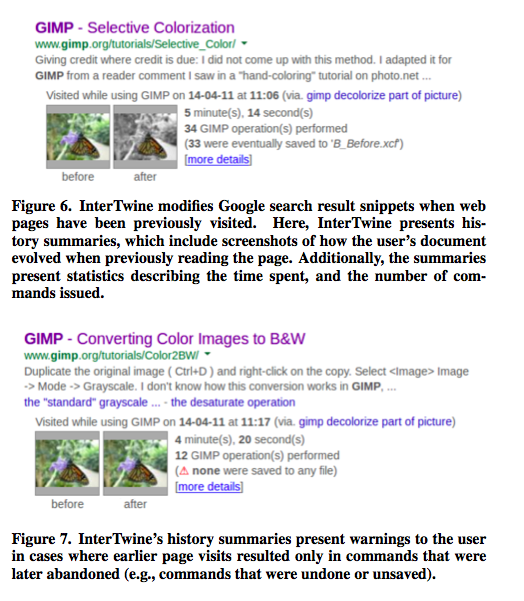 GIMP - Selective Colorization
www.gimp.org/tutorials/Selective_Color/
Giving credit where credit is due: I did not come up with this method. I adapted it for
GIMP from a reader comment I saw in a "hand-coloring" tutorial on photo.net ...
Visited while using GIMP on 14-04-11 at 11:06 (via. gimp decolorize part of picture)
5 minute(s), 14 second(s)
34 GIMP operation(s) performed
(33 were eventually saved to 'B_Before.xcf')
[more details]
before after
Figure 6. InterTwine modifies Google search result snippets when web
pages have been previously visited. Here, InterTwine presents his-
tory summaries, which include screenshots of how the user's document
evolved when previously reading the page. Additionally, the summaries
present statistics describing the time spent, and the number of com-
mands issued.
GIMP - Converting Color Images to B&W
www.gimp.org/tutorials/Color2BW/
Duplicate the original image ( Ctrl+D ) and right-click on the copy. Select <Image> Image
-> Mode -> Grayscale. I don't know how this conversion works in GIMP, ...
the "standard" grayscale ... - the desaturate operation
Visited while using GIMP on 14-04-11 at 11:17 (via. gimp decolorize part of picture)
4 minute(s), 20 second(s)
12 GIMP operation(s) performed
(⚠ none were saved to any file)
[more details]
before after
Figure 7. InterTwine's history summaries present warnings to the user
in cases where earlier page visits resulted only in commands that were
later abandoned (e.g., commands that were undone or unsaved).